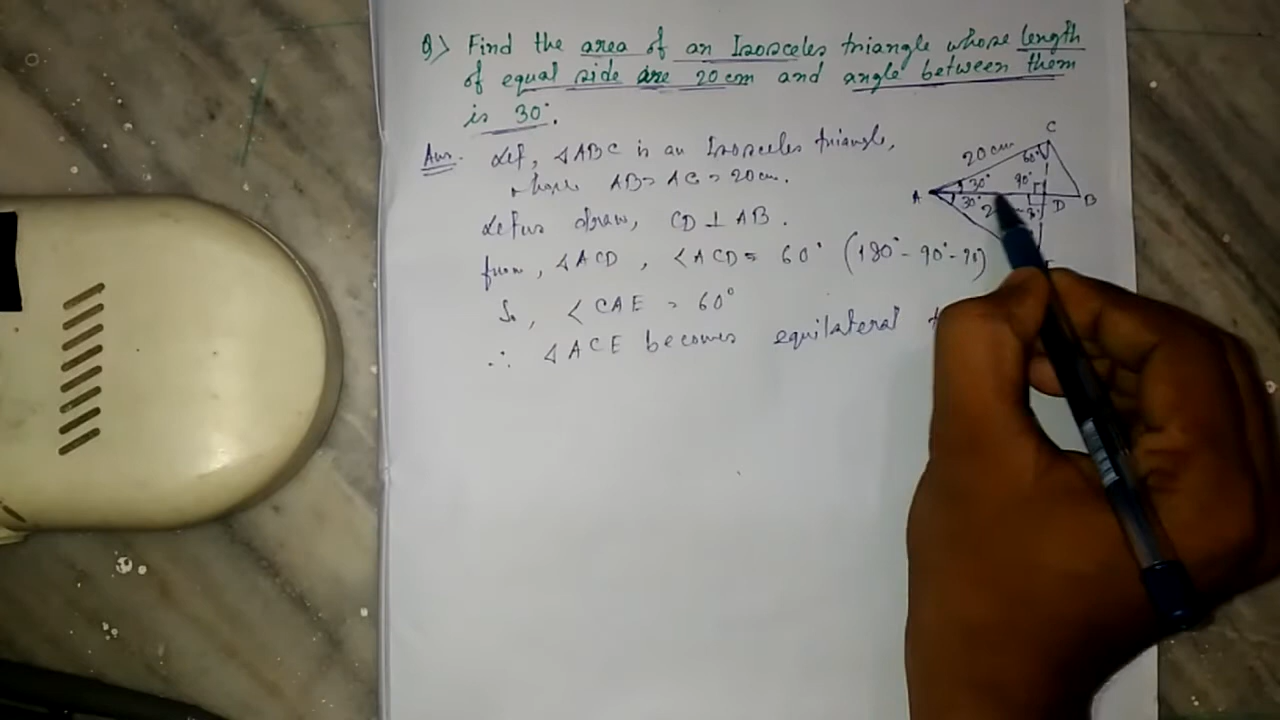 Q) Find the area of an Isosceles triangle whose length
of equal side are 20 cm and angle between them
is 30°.
Ans. Let, ∆ABC is an Isosceles triangle,
where AB = AC = 20 cm.
Let us draw, CD ⊥ AB.
from, ∆ACD, <ACD = 60° (180° - 90° - 90)
So, <CAE = 60°
∴ ∆ACE becomes equilateral
C
20 cm
60°
30°
90°
A
30°
D
B